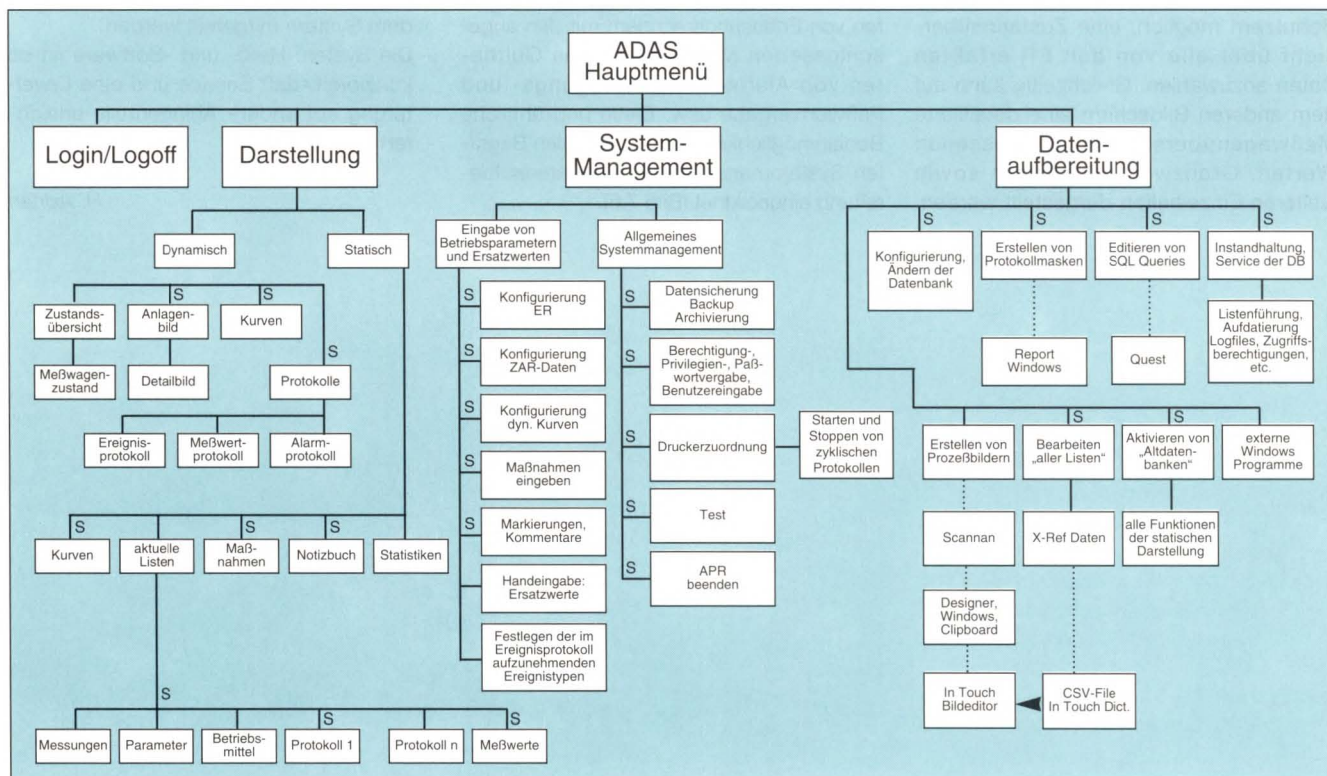 ADAS
Hauptmenü
Login/Logoff
Darstellung
System-
Management
Daten-
aufbereitung
Dynamisch
Statisch
S
S
Zustands-
übersicht
Anlagen-
bild
Kurven
Meßwagen-
zustand
Detailbild
S
Protokolle
Ereignis-
protokoll
Meßwert-
protokoll
Alarm-
protokoll
S
S
S
S
S
Kurven
aktuelle
Listen
Maß-
nahmen
Notizbuch
Statistiken
S
S
S
Messungen
Parameter
Betriebs-
mittel
Protokoll 1
Protokoll n
Meßwerte
Eingabe von
Betriebsparametern
und Ersatzwerten
S
Konfigurierung
ER
S
Konfigurierung
ZAR-Daten
S
Konfigurierung
dyn. Kurven
S
Maßnahmen
eingeben
S
Markierungen,
Kommentare
Handeingabe:
Ersatzwerte
Festlegen der im
Ereignisprotokoll
aufzunehmenden
Ereignistypen
Allgemeines
Systemmanagement
S
Datensicherung
Backup
Archivierung
S
Berechtigung-,
Privilegien-, Paß-
wortvergabe,
Benutzereingabe
S
Druckerzuordnung
Starten und
Stoppen von
zyklischen
Protokollen
S
Test
S
APR
beenden
S
S
S
S
Konfigurierung,
Ändern der
Datenbank
Erstellen von
Protokollmasken
Editieren von
SQL Queries
Instandhaltung,
Service der DB
Report
Windows
Quest
Listenführung,
Aufdatierung
Logfiles, Zugriffs-
berechtigungen,
etc.
S
S
S
Erstellen von
Prozeßbildern
Bearbeiten
„aller Listen“
Aktivieren von
„Altdaten-
banken“
externe
Windows
Programme
Scannan
X-Ref Daten
alle Funktionen
der statischen
Darstellung
Designer,
Windows,
Clipboard
In Touch
Bildeditor
CSV-File
In Touch Dict.